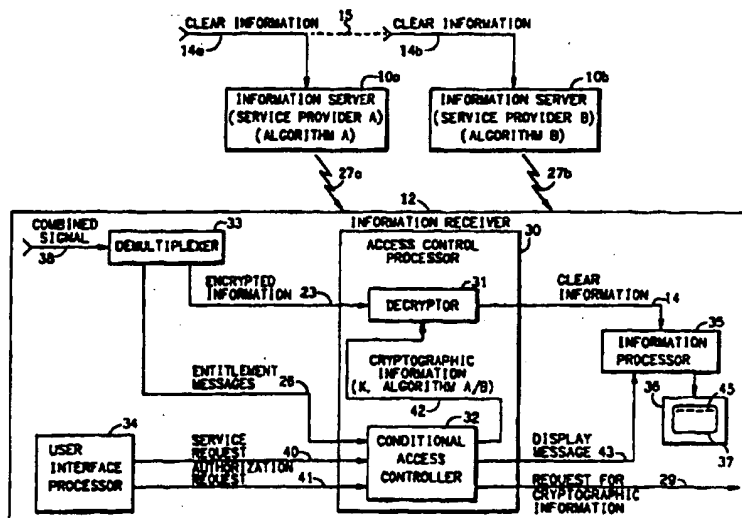 CLEAR INFORMATION
15
CLEAR INFORMATION
14a
14b
10a
10b
INFORMATION SERVER
(SERVICE PROVIDER A)
(ALGORITHM A)
INFORMATION SERVER
(SERVICE PROVIDER B)
(ALGORITHM B)
27a
27b
12
INFORMATION RECEIVER
COMBINED
SIGNAL
38
33
DEMULTIPLEXER
30
ACCESS CONTROL
PROCESSOR
ENCRYPTED
INFORMATION
23
31
DECRYPTOR
CLEAR
INFORMATION
14
35
INFORMATION
PROCESSOR
CRYPTOGRAPHIC
INFORMATION
(K, ALGORITHM A/B)
42
ENTITLEMENT
MESSAGES
26
36
45
37
34
USER
INTERFACE
PROCESSOR
SERVICE
REQUEST
40
AUTHORIZATION
REQUEST
41
32
CONDITIONAL
ACCESS
CONTROLLER
DISPLAY
MESSAGE
43
REQUEST FOR
CRYPTOGRAPHIC
INFORMATION
29